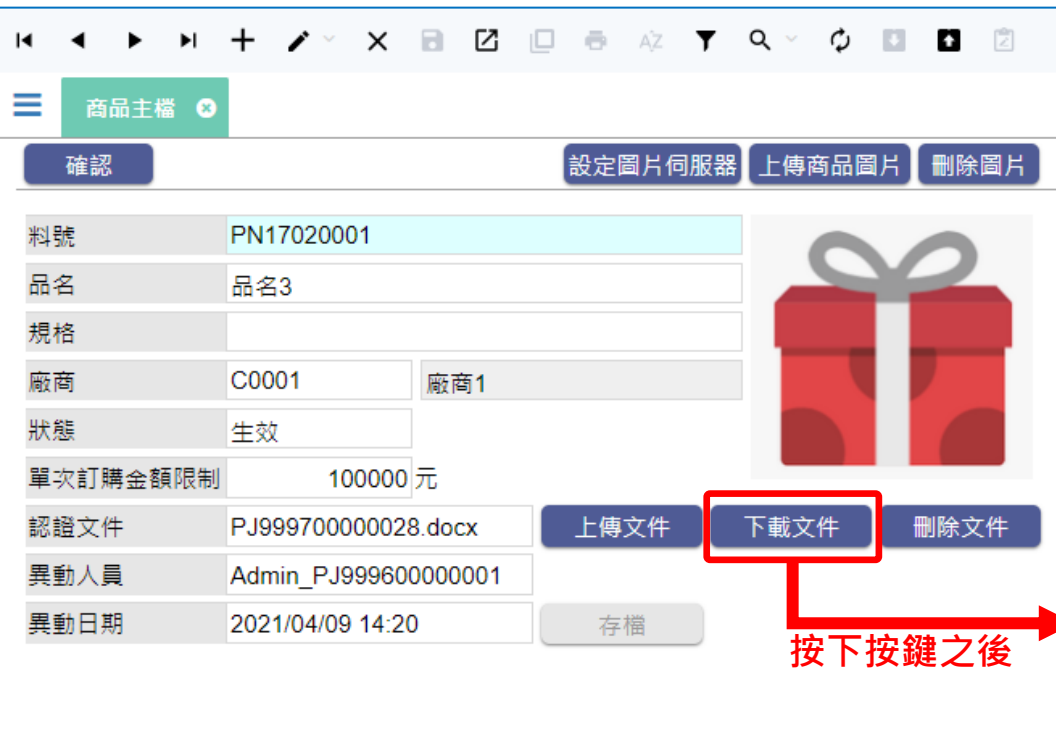 AZ
商品主檔
確認 設定圖片伺服器 上傳商品圖片 刪除圖片
料號 PN17020001
品名 品名3
規格
廠商 C0001 廠商1
狀態 生效
單次訂購金額限制 100000 元
認證文件 PJ999700000028.docx 上傳文件 下載文件 刪除文件
異動人員 Admin_PJ999600000001
異動日期 2021/04/09 14:20 存檔
按下按鍵之後